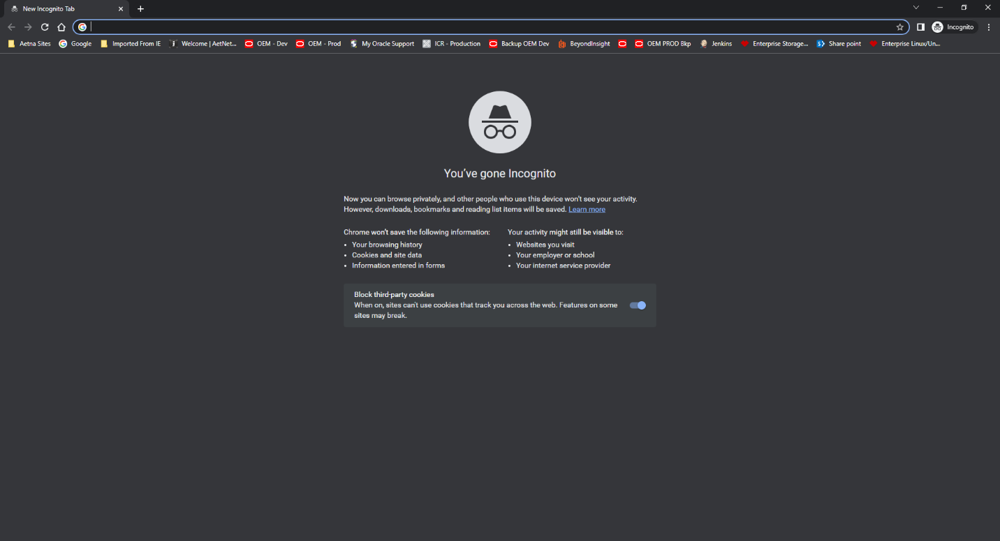 New Incognito Tab
Incognito
Aetna Sites Google Imported From IE Welcome | AetNet... OEM - Dev OEM - Prod My Oracle Support ICR - Production Backup OEM Dev BeyondInsight OEM PROD Bkp Jenkins Enterprise Storage... Share point Enterprise Linux/Un...
You’ve gone Incognito
Now you can browse privately, and other people who use this device won’t see your activity.
However, downloads, bookmarks and reading list items will be saved. Learn more
Chrome won’t save the following information:
• Your browsing history
• Cookies and site data
• Information entered in forms
Your activity might still be visible to:
• Websites you visit
• Your employer or school
• Your internet service provider
Block third-party cookies
When on, sites can't use cookies that track you across the web. Features on some
sites may break.